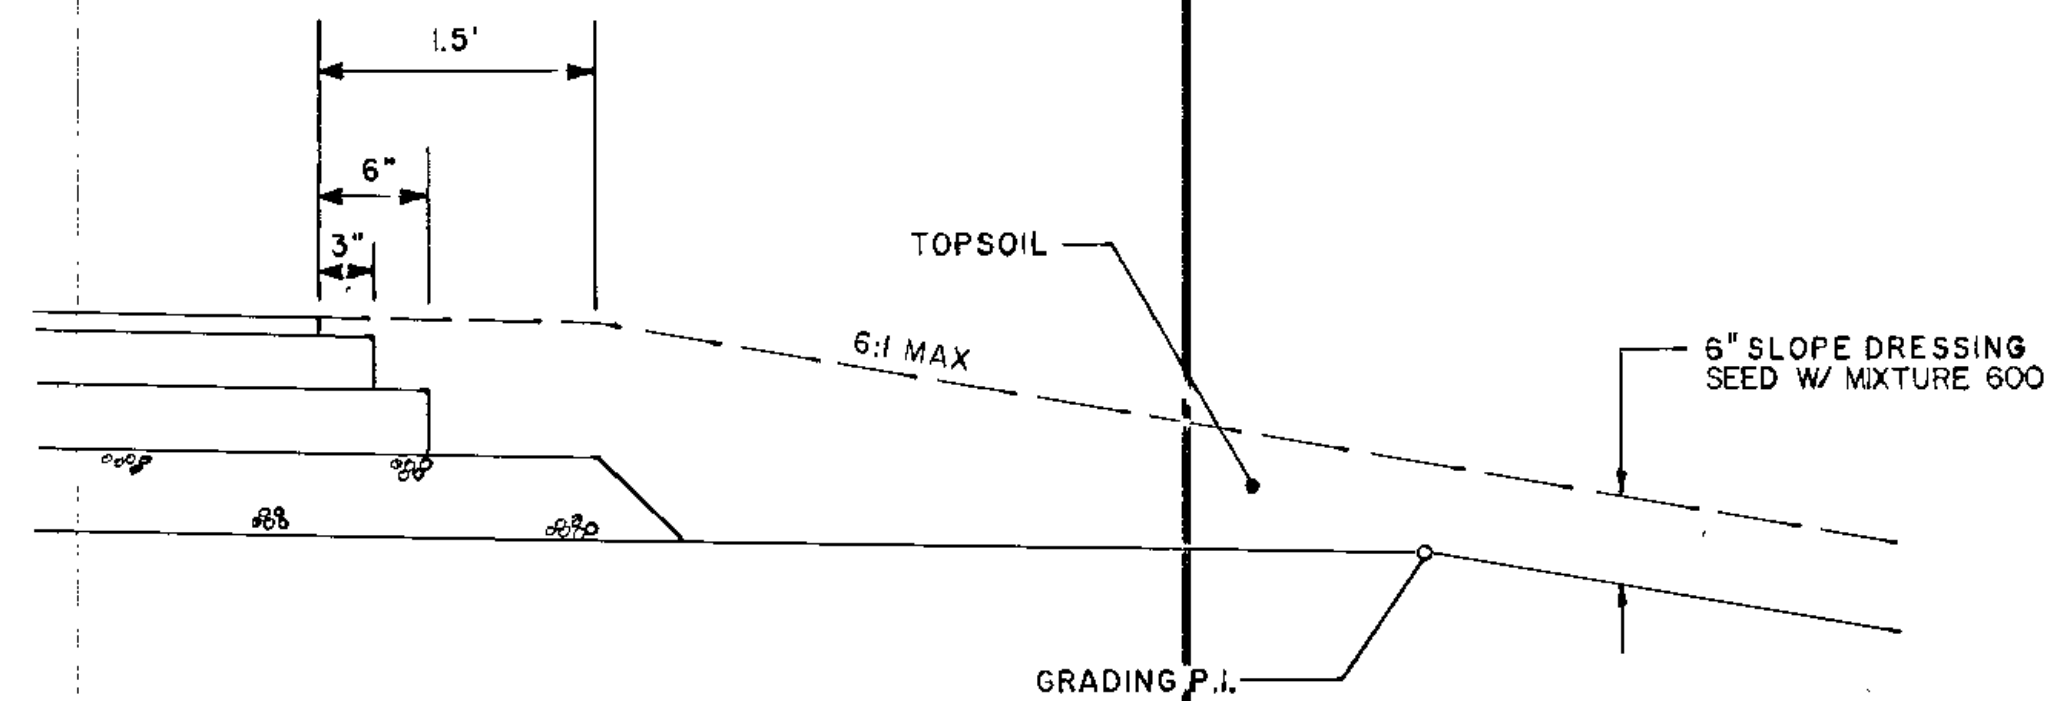 1.5'
6"
3"
TOPSOIL
6:1 MAX
6" SLOPE DRESSING
SEED W/ MIXTURE 600
GRADING P.I.